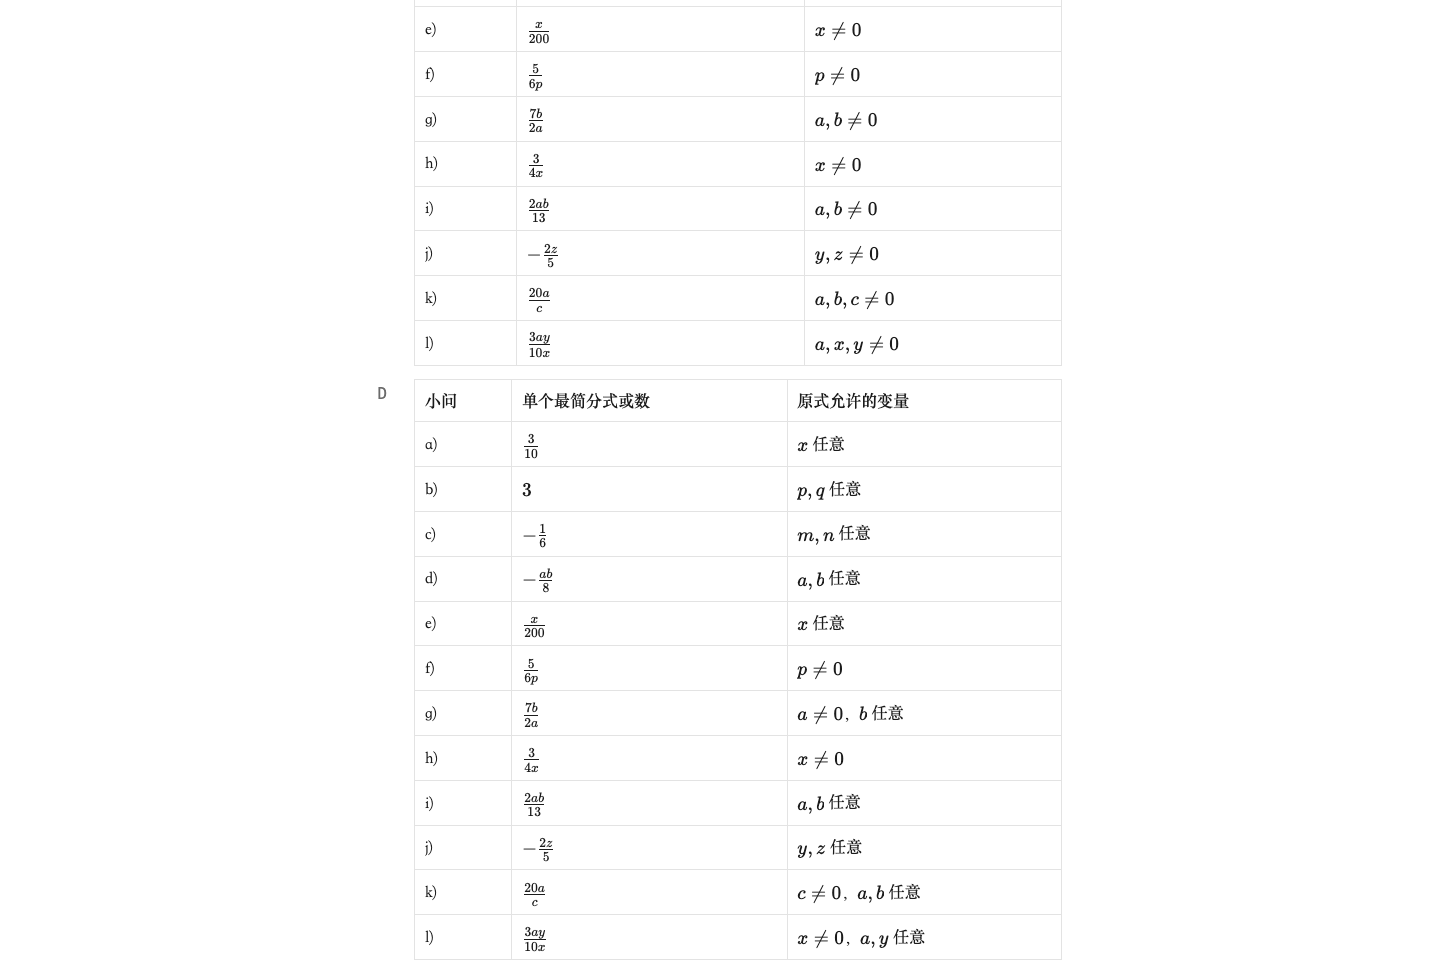 e) x/200 x ≠ 0
f) 5/6p p ≠ 0
g) 7b/2a a, b ≠ 0
h) 3/4x x ≠ 0
i) 2ab/13 a, b ≠ 0
j) −2z/5 y, z ≠ 0
k) 20a/c a, b, c ≠ 0
l) 3ay/10x a, x, y ≠ 0
D 小问 单个最简分式或数 原式允许的变量
a) 3/10 x 任意
b) 3 p, q 任意
c) −1/6 m, n 任意
d) −ab/8 a, b 任意
e) x/200 x 任意
f) 5/6p p ≠ 0
g) 7b/2a a ≠ 0，b 任意
h) 3/4x x ≠ 0
i) 2ab/13 a, b 任意
j) −2z/5 y, z 任意
k) 20a/c c ≠ 0，a, b 任意
l) 3ay/10x x ≠ 0，a, y 任意